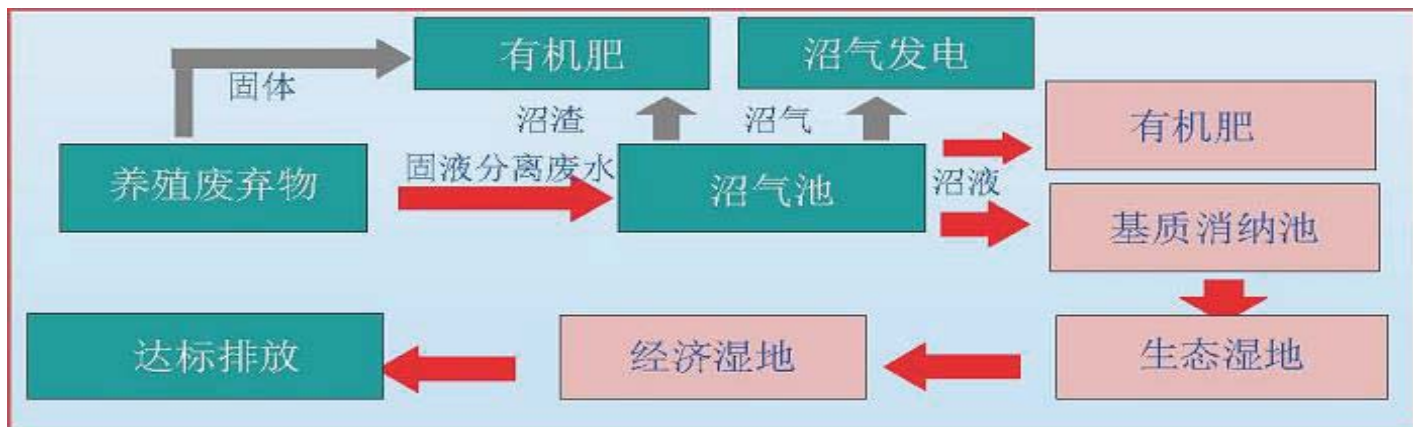 有机肥
沼气发电
固体
沼渣
沼气
有机肥
养殖废弃物
固液分离废水
沼气池
沼液
基质消纳池
达标排放
经济湿地
生态湿地